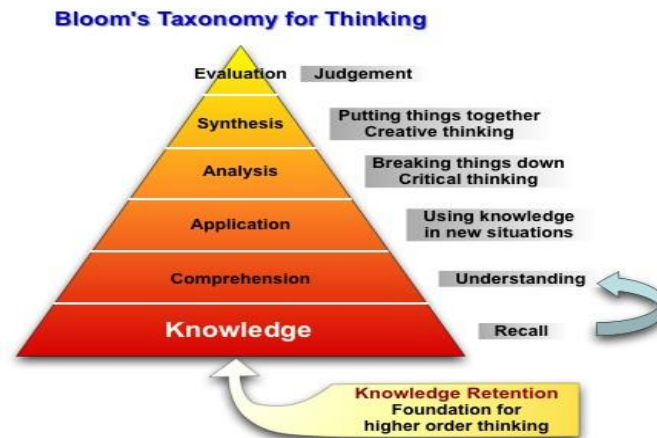 Bloom's Taxonomy for Thinking
Evaluation
Judgement
Synthesis
Putting things together
Creative thinking
Analysis
Breaking things down
Critical thinking
Application
Using knowledge
in new situations
Comprehension
Understanding
Knowledge
Recall
Knowledge Retention
Foundation for
higher order thinking